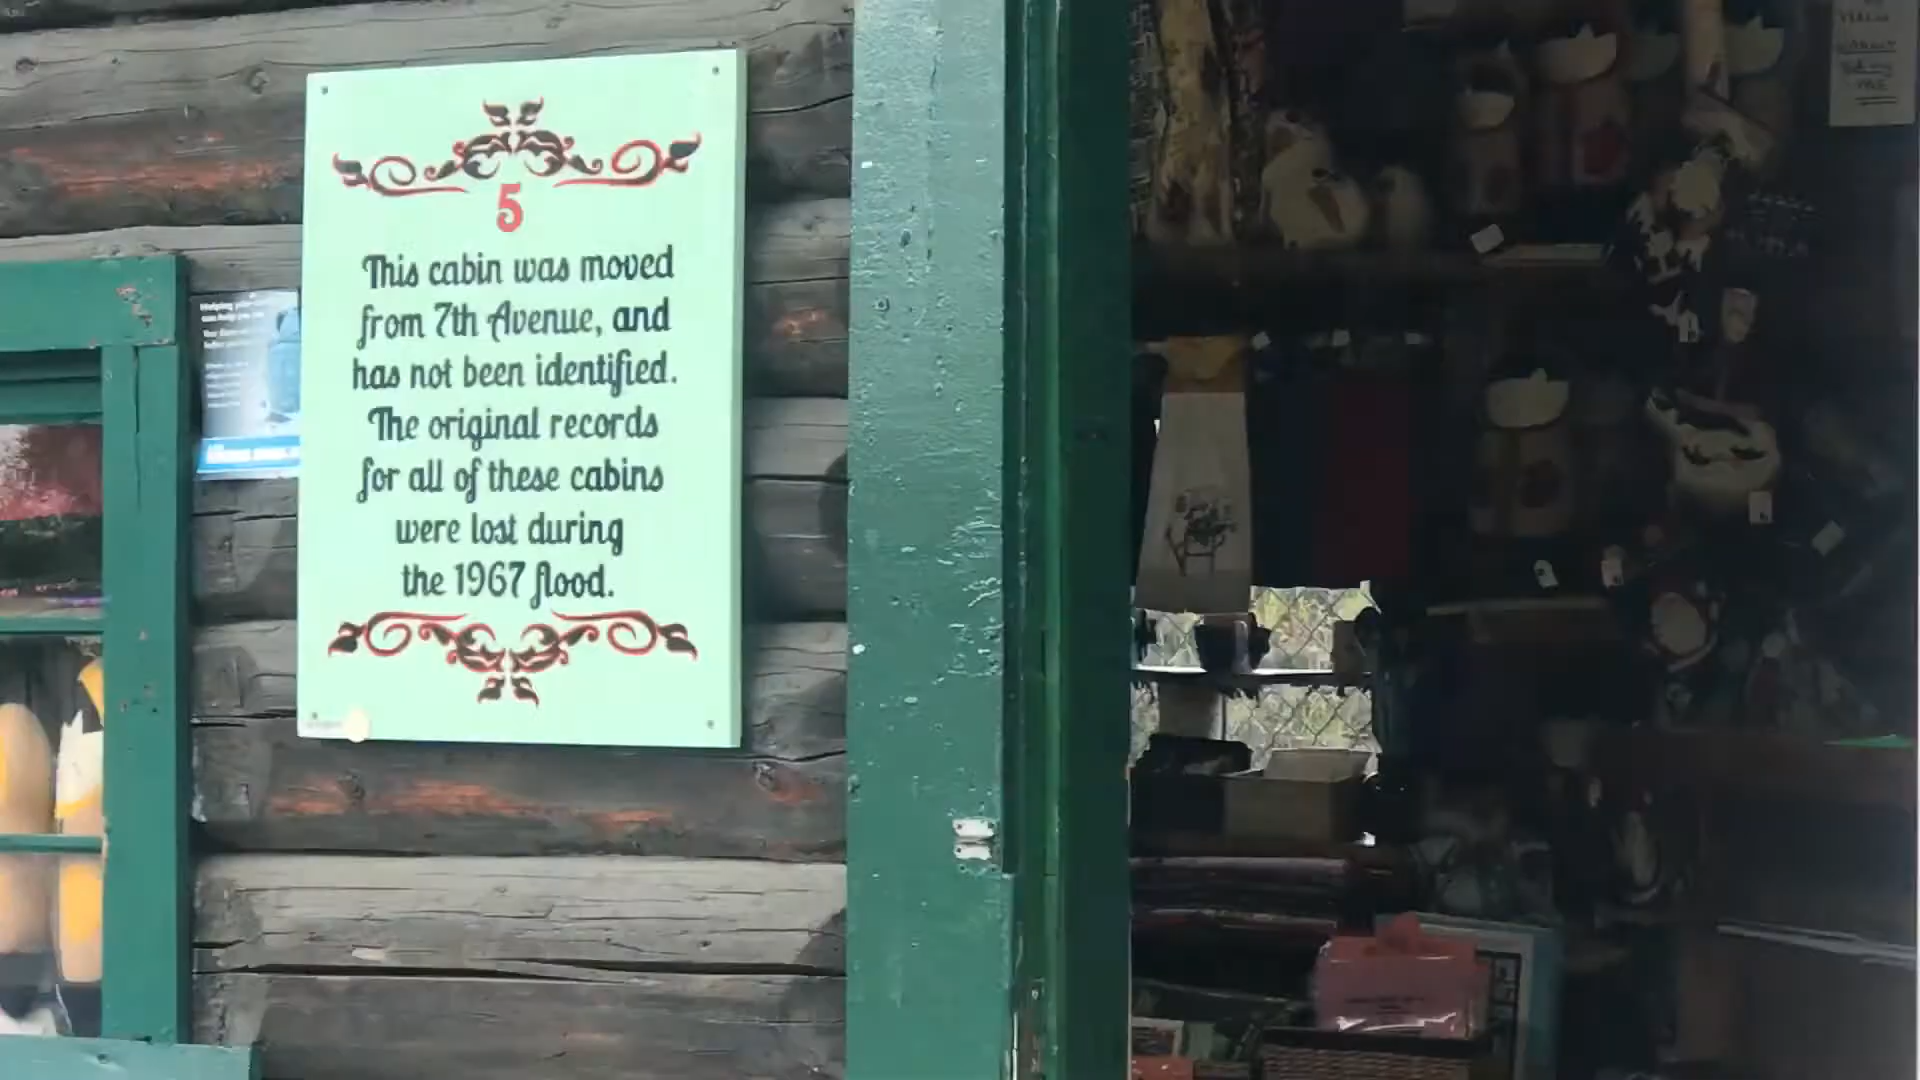 5
This cabin was moved
from 7th Avenue, and
has not been identified.
The original records
for all of these cabins
were lost during
the 1967 flood.